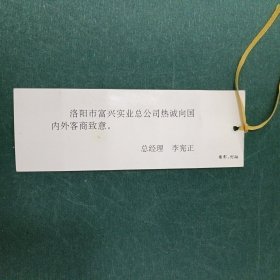 洛阳市富兴实业总公司热诚向国
内外客商致意。
总经理　李宪正